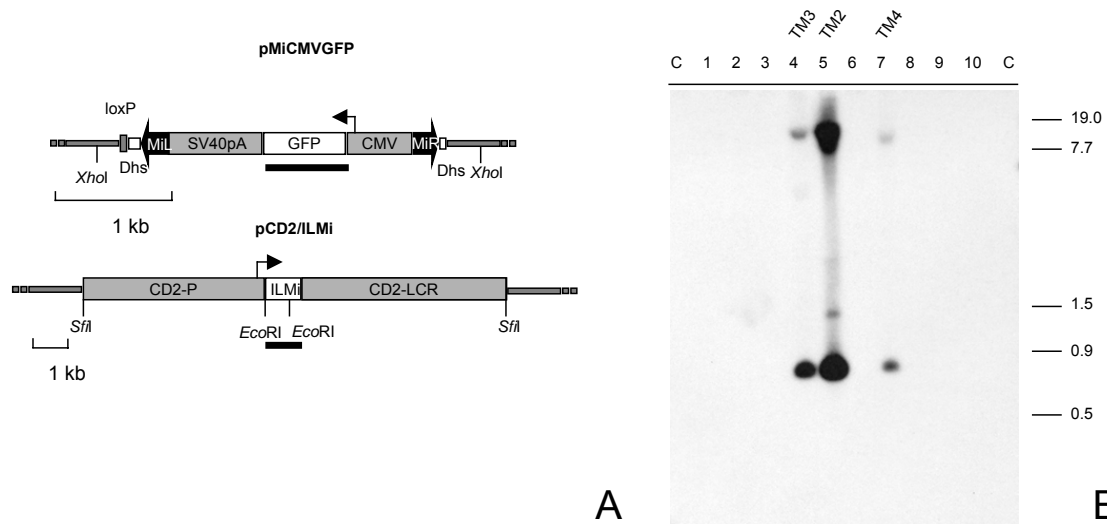 pMiCMVGFP
loxP
MiL SV40pA GFP CMV MiR
XhoI Dhs Dhs XhoI
1 kb
pCD2/ILMi
CD2-P ILMi CD2-LCR
SfiI EcoRI EcoRI SfiI
1 kb
A
TM3 TM2 TM4
C 1 2 3 4 5 6 7 8 9 10 C
19.0
7.7
1.5
0.9
0.5